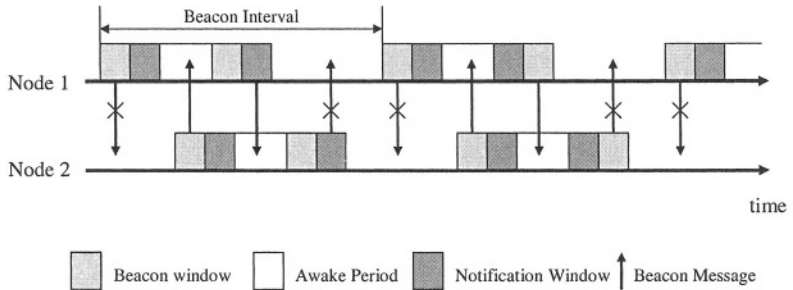 Beacon Interval
Node 1
Node 2
time
Beacon window Awake Period Notification Window Beacon Message